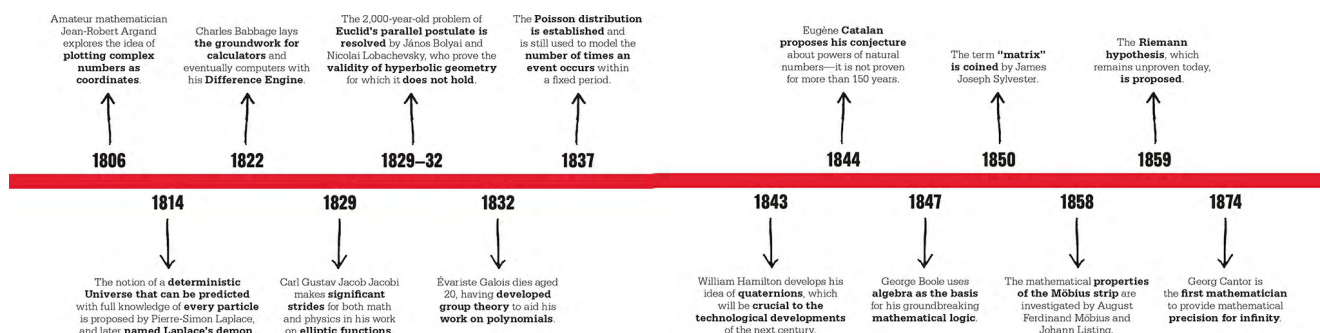 Amateur mathematician
Jean-Robert Argand
explores the idea of
plotting complex
numbers as
coordinates.
1806
Charles Babbage lays
the groundwork for
calculators and
eventually computers with
his Difference Engine.
1822
The 2,000-year-old problem of
Euclid's parallel postulate is
resolved by János Bolyai and
Nicolai Lobachevsky, who prove the
validity of hyperbolic geometry
for which it does not hold.
1829–32
The Poisson distribution
is established and
is still used to model the
number of times an
event occurs within
a fixed period.
1837
Eugène Catalan
proposes his conjecture
about powers of natural
numbers—it is not proven
for more than 150 years.
1844
The term "matrix"
is coined by James
Joseph Sylvester.
1850
The Riemann
hypothesis, which
remains unproven today,
is proposed.
1859
1814
The notion of a deterministic
Universe that can be predicted
with full knowledge of every particle
is proposed by Pierre-Simon Laplace,
and later named Laplace's demon.
1829
Carl Gustav Jacob Jacobi
makes significant
strides for both math
and physics in his work
on elliptic functions.
1832
Évariste Galois dies aged
20, having developed
group theory to aid his
work on polynomials.
1843
William Hamilton develops his
idea of quaternions, which
will be crucial to the
technological developments
of the next century.
1847
George Boole uses
algebra as the basis
for his groundbreaking
mathematical logic.
1858
The mathematical properties
of the Möbius strip are
investigated by August
Ferdinand Möbius and
Johann Listing.
1874
Georg Cantor is
the first mathematician
to provide mathematical
precision for infinity.